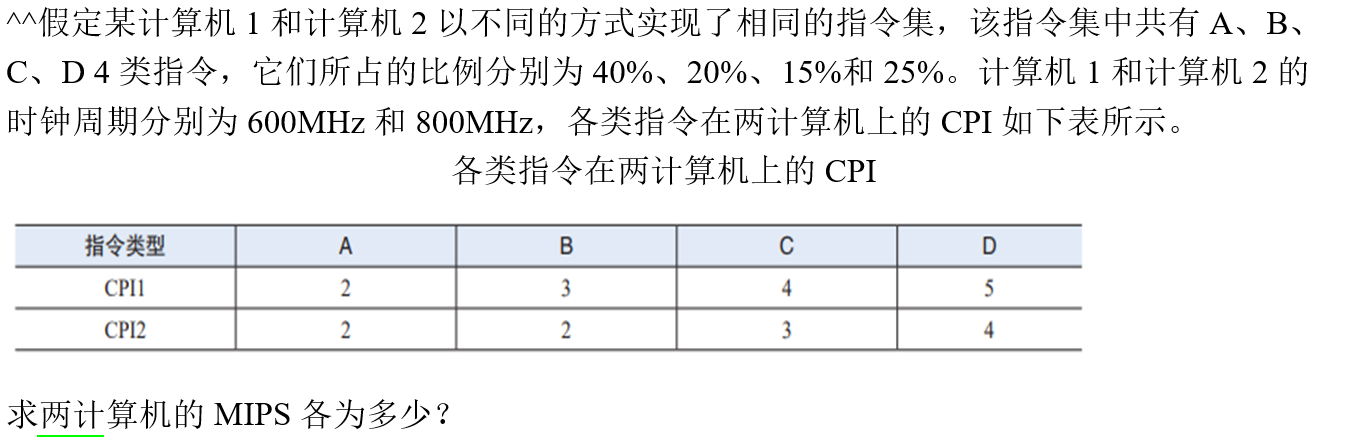 ^^假定某计算机 1 和计算机 2 以不同的方式实现了相同的指令集，该指令集中共有 A、B、
C、D 4 类指令，它们所占的比例分别为 40%、20%、15%和 25%。计算机 1 和计算机 2 的
时钟周期分别为 600MHz 和 800MHz，各类指令在两计算机上的 CPI 如下表所示。
各类指令在两计算机上的 CPI
指令类型 A B C D
CPI1 2 3 4 5
CPI2 2 2 3 4
求两计算机的 MIPS 各为多少？